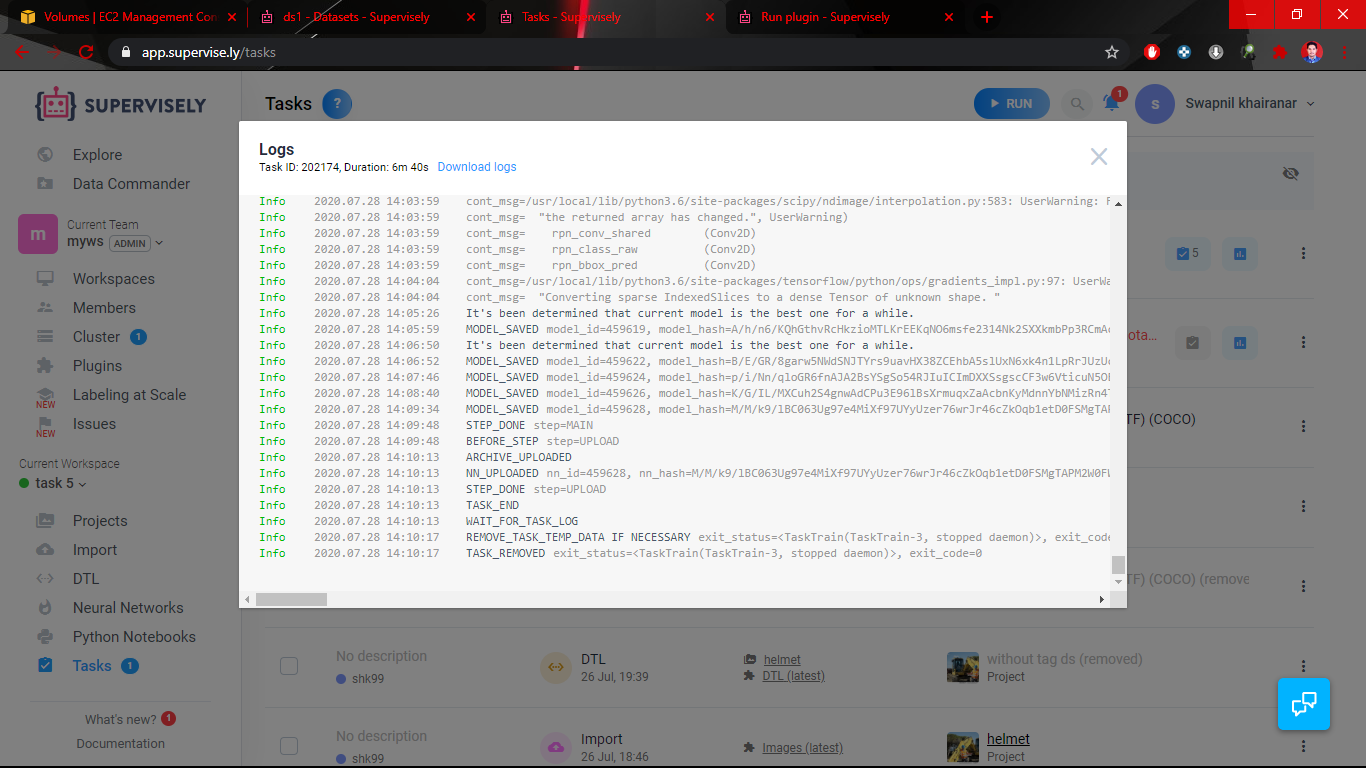 Volumes | EC2 Management Con
ds1 - Datasets - Supervisely
Tasks - Supervisely
Run plugin - Supervisely
app.supervise.ly/tasks
SUPERVISELY
Tasks
?
RUN
1
s
Swapnil khairanar
Explore
Data Commander
Current Team
m
myws ADMIN
Workspaces
Members
Cluster 1
Plugins
Labeling at Scale
NEW
Issues
NEW
Current Workspace
task 5
Projects
Import
DTL
Neural Networks
Python Notebooks
Tasks 1
What's new? 1
Documentation
Logs
Task ID: 202174, Duration: 6m 40s Download logs
Info 2020.07.28 14:03:59 cont_msg=/usr/local/lib/python3.6/site-packages/scipy/ndimage/interpolation.py:583: UserWarning: F
Info 2020.07.28 14:03:59 cont_msg= "the returned array has changed.", UserWarning)
Info 2020.07.28 14:03:59 cont_msg= rpn_conv_shared (Conv2D)
Info 2020.07.28 14:03:59 cont_msg= rpn_class_raw (Conv2D)
Info 2020.07.28 14:03:59 cont_msg= rpn_bbox_pred (Conv2D)
Info 2020.07.28 14:04:04 cont_msg=/usr/local/lib/python3.6/site-packages/tensorflow/python/ops/gradients_impl.py:97: UserWa
Info 2020.07.28 14:04:04 cont_msg= "Converting sparse IndexedSlices to a dense Tensor of unknown shape. "
Info 2020.07.28 14:05:26 It's been determined that current model is the best one for a while.
Info 2020.07.28 14:05:59 MODEL_SAVED model_id=459619,
Info 2020.07.28 14:06:50 It's been determined that current model is the best one for a while.
Info 2020.07.28 14:06:52 MODEL_SAVED model_id=459622,
Info 2020.07.28 14:07:46 MODEL_SAVED model_id=459624,
Info 2020.07.28 14:08:40 MODEL_SAVED model_id=459626,
Info 2020.07.28 14:09:34 MODEL_SAVED model_id=459628,
Info 2020.07.28 14:09:48 STEP_DONE step=MAIN
Info 2020.07.28 14:09:48 BEFORE_STEP step=UPLOAD
Info 2020.07.28 14:10:13 ARCHIVE_UPLOADED
Info 2020.07.28 14:10:13 NN_UPLOADED nn_id=459628,
Info 2020.07.28 14:10:13 STEP_DONE step=UPLOAD
Info 2020.07.28 14:10:13 TASK_END
Info 2020.07.28 14:10:13 WAIT_FOR_TASK_LOG
Info 2020.07.28 14:10:17 REMOVE_TASK_TEMP_DATA IF NECESSARY exit_status=<TaskTrain(TaskTrain-3, stopped daemon)>, exit_code
Info 2020.07.28 14:10:17 TASK_REMOVED exit_status=<TaskTrain(TaskTrain-3, stopped daemon)>, exit_code=0
5
ota...
TF) (COCO)
TF) (COCO) (remove
No description
shk99
DTL
26 Jul, 19:39
helmet
DTL (latest)
without tag ds (removed)
Project
No description
shk99
Import
26 Jul, 18:46
Images (latest)
helmet
Project